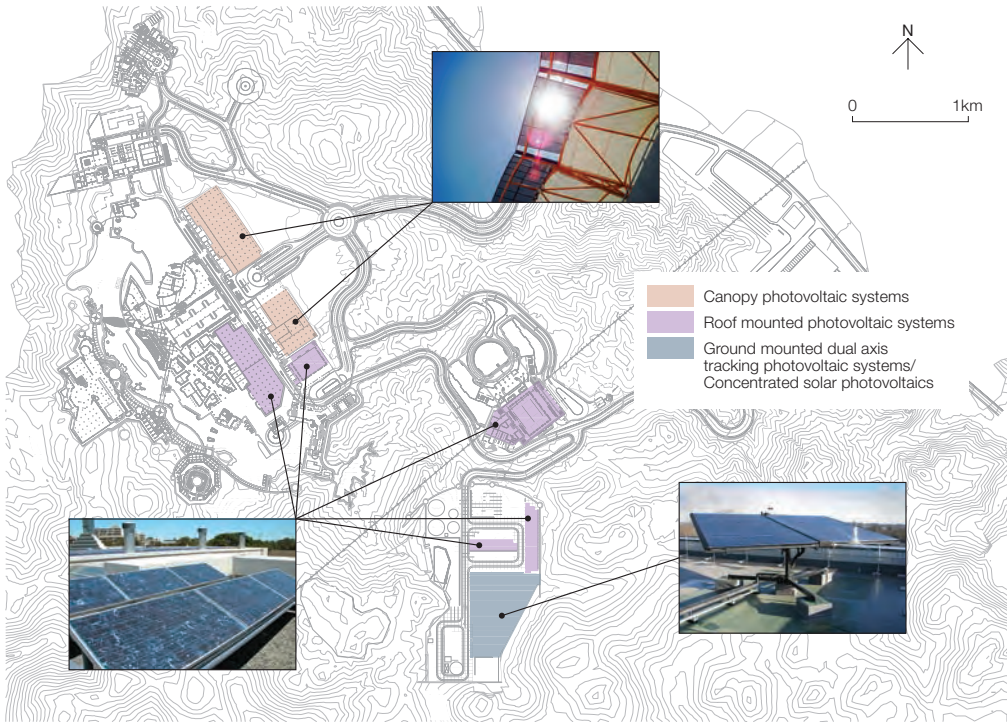 N
0 1km
Canopy photovoltaic systems
Roof mounted photovoltaic systems
Ground mounted dual axis
tracking photovoltaic systems/
Concentrated solar photovoltaics